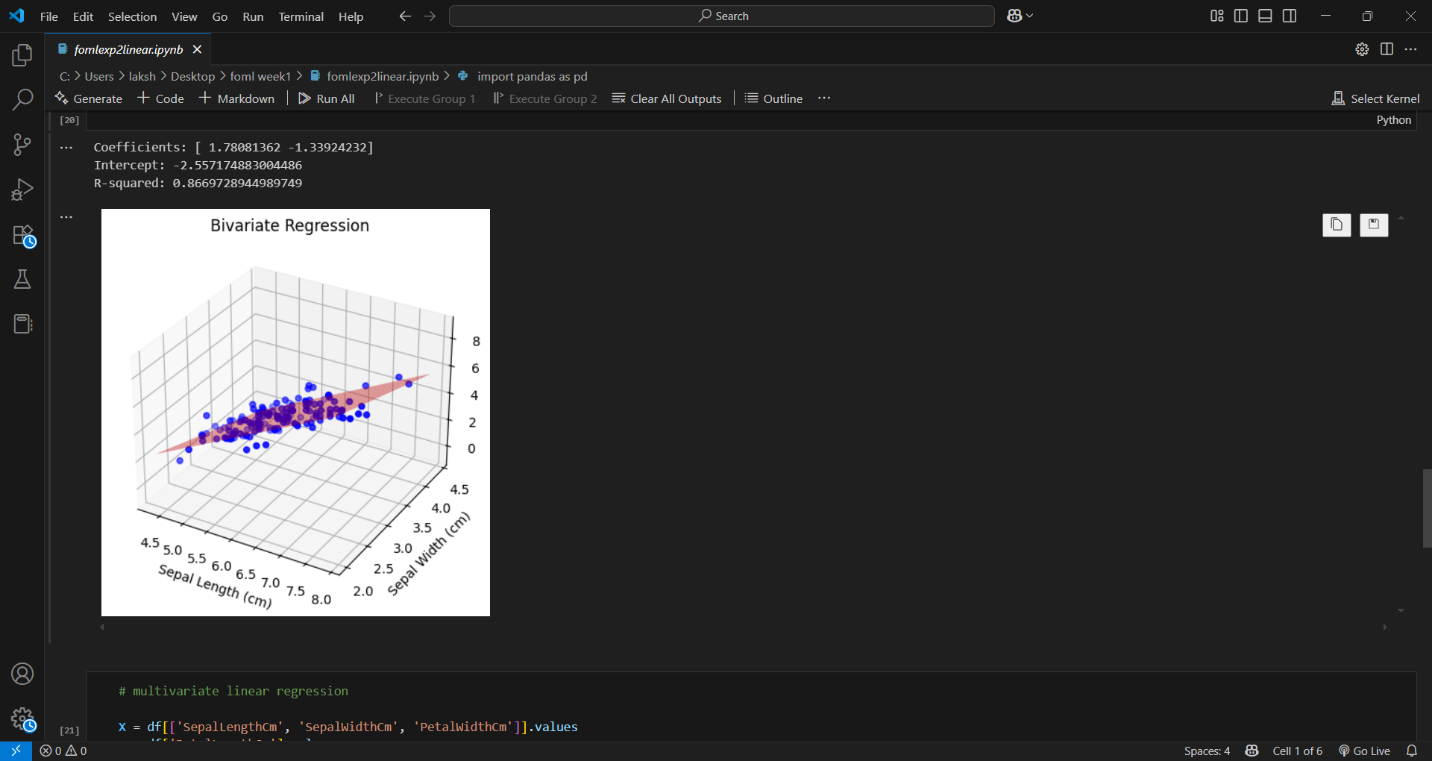 File Edit Selection View Go Run Terminal Help Search
fomlexp2linear.ipynb
C: > Users > laksh > Desktop > foml week1 > fomlexp2linear.ipynb > import pandas as pd
Generate + Code + Markdown Run All Execute Group 1 Execute Group 2 Clear All Outputs Outline ... Select Kernel
[20] Python
... Coefficients: [ 1.78081362 -1.33924232]
Intercept: -2.557174883004486
R-squared: 0.8669728944989749
...
Bivariate Regression
8
6
4
2
0
4.5
4.0
3.5
3.0
2.5
2.0
Sepal Width (cm)
4.5 5.0 5.5 6.0 6.5 7.0 7.5 8.0
Sepal Length (cm)
# multivariate linear regression
[21] X = df[['SepalLengthCm', 'SepalWidthCm', 'PetalWidthCm']].values
0 0 Spaces: 4 Cell 1 of 6 Go Live